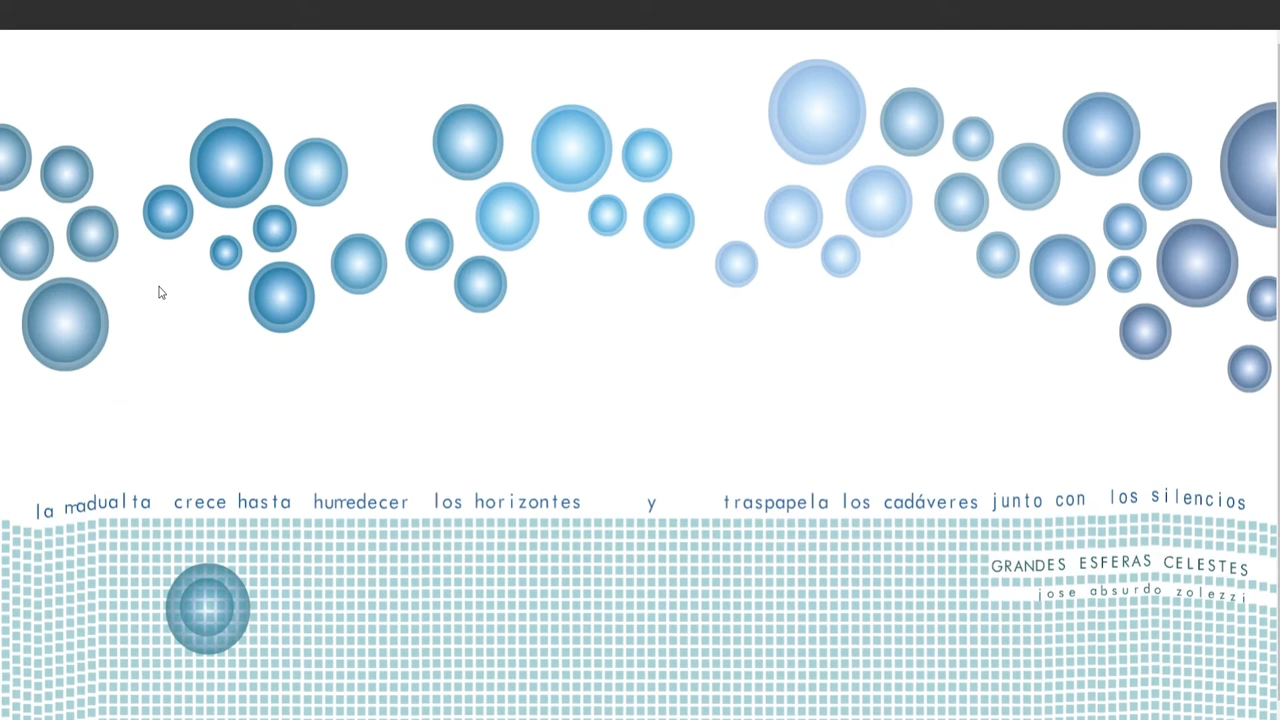 la madualta crece hasta humedecer los horizontes y traspapela los cadáveres junto con los silencios
GRANDES ESFERAS CELESTES
jose absurdo zolezzi